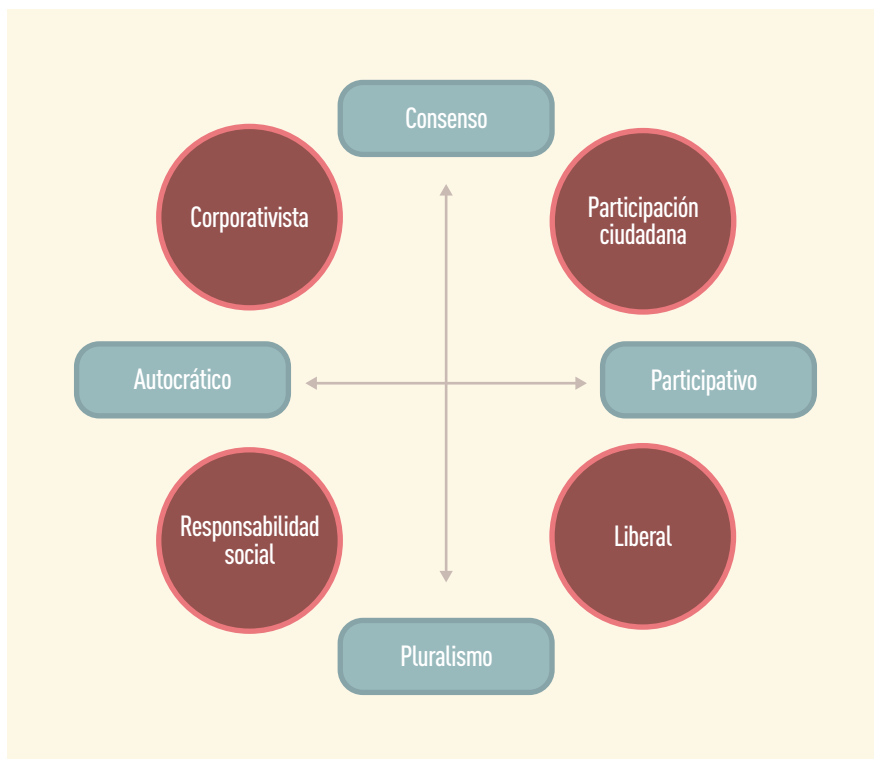 Consenso
Corporativista
Participación
ciudadana
Autocrático
Participativo
Responsabilidad
social
Liberal
Pluralismo